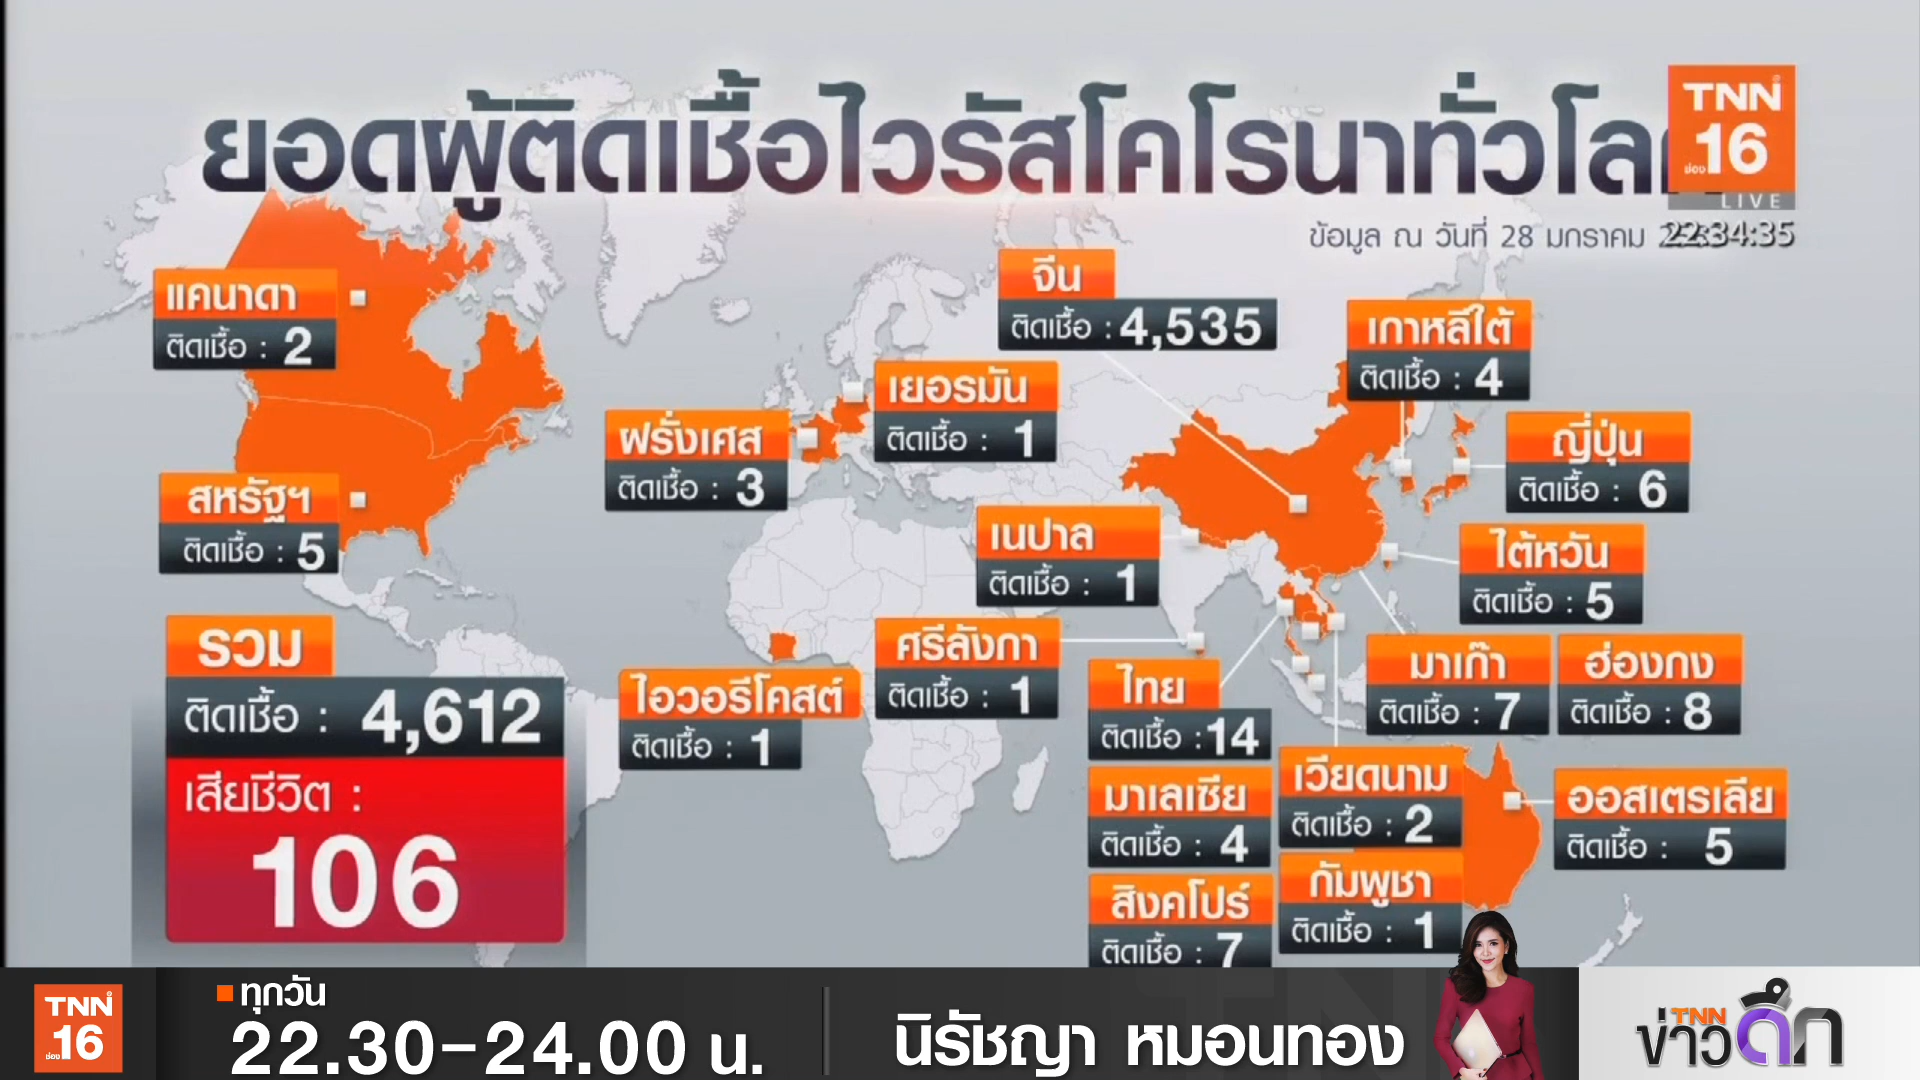 ยอดผู้ติดเชื้อไวรัสโคโรนาทั่วโลก
TNN
ช่อง 16
LIVE
ข้อมูล ณ วันที่ 28 มกราคม
22:34:35
จีน
ติดเชื้อ : 4,535
แคนาดา
ติดเชื้อ : 2
เกาหลีใต้
ติดเชื้อ : 4
เยอรมัน
ติดเชื้อ : 1
ฝรั่งเศส
ติดเชื้อ : 3
ญี่ปุ่น
ติดเชื้อ : 6
สหรัฐฯ
ติดเชื้อ : 5
เนปาล
ติดเชื้อ : 1
ไต้หวัน
ติดเชื้อ : 5
รวม
ติดเชื้อ : 4,612
เสียชีวิต :
106
ไอวอรีโคสต์
ติดเชื้อ : 1
ศรีลังกา
ติดเชื้อ : 1
ไทย
ติดเชื้อ : 14
มาเก๊า
ติดเชื้อ : 7
ฮ่องกง
ติดเชื้อ : 8
มาเลเซีย
ติดเชื้อ : 4
เวียดนาม
ติดเชื้อ : 2
ออสเตรเลีย
ติดเชื้อ : 5
สิงคโปร์
ติดเชื้อ : 7
กัมพูชา
ติดเชื้อ : 1
TNN
ช่อง 16
ทุกวัน
22.30-24.00 น.
นิรัชญา หมอนทอง
TNN
ข่าวดึก